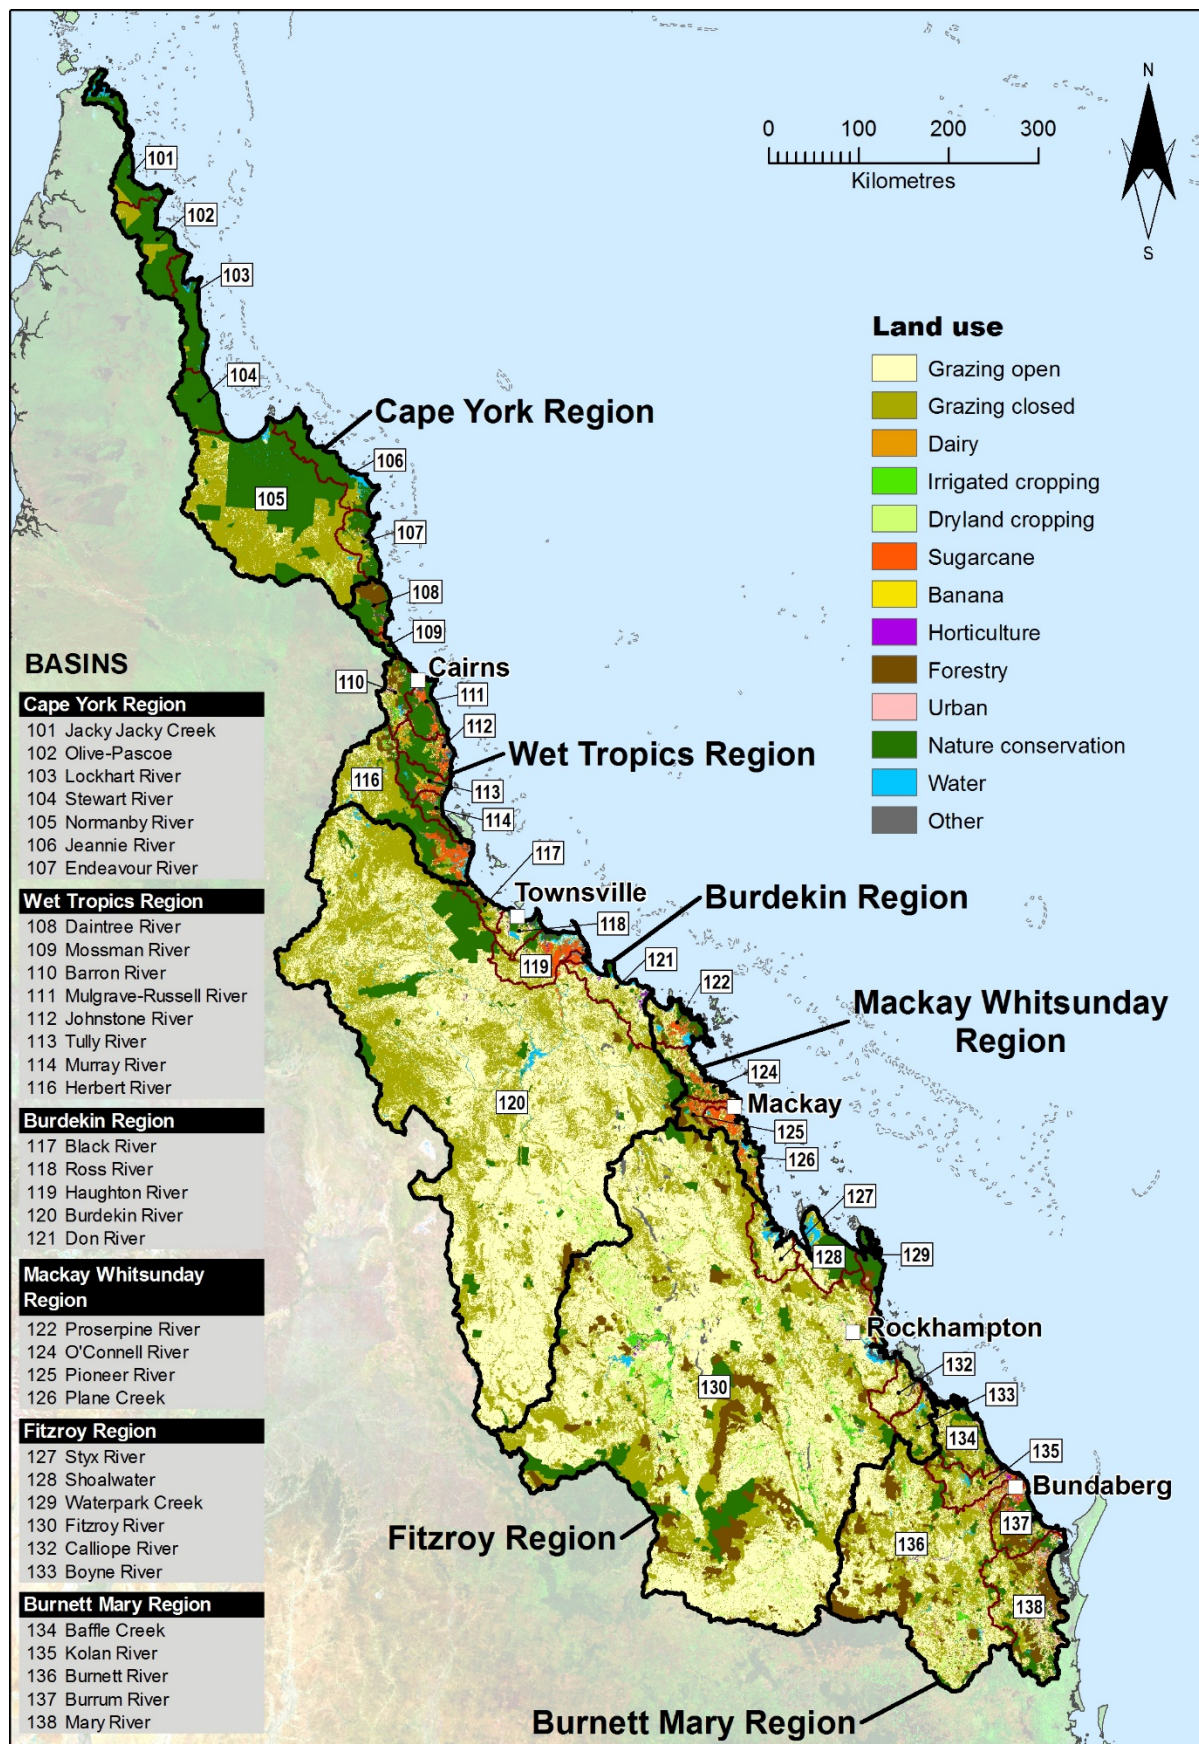 N
0 100 200 300
Kilometres
S
101
102
103
104
Cape York Region
106
105
107
108
109
Land use
Grazing open
Grazing closed
Dairy
Irrigated cropping
Dryland cropping
Sugarcane
Banana
Horticulture
Forestry
Urban
Nature conservation
Water
Other
Cairns
110
111
112
Wet Tropics Region
116
113
114
117
Townsville
118
Burdekin Region
119
121
122
Mackay Whitsunday
Region
124
120
Mackay
125
126
127
128
129
Rockhampton
132
130
133
134
135
Bundaberg
137
136
Fitzroy Region
138
Burnett Mary Region
BASINS
Cape York Region
101 Jacky Jacky Creek
102 Olive-Pascoe
103 Lockhart River
104 Stewart River
105 Normanby River
106 Jeannie River
107 Endeavour River
Wet Tropics Region
108 Daintree River
109 Mossman River
110 Barron River
111 Mulgrave-Russell River
112 Johnstone River
113 Tully River
114 Murray River
116 Herbert River
Burdekin Region
117 Black River
118 Ross River
119 Haughton River
120 Burdekin River
121 Don River
Mackay Whitsunday
Region
122 Proserpine River
124 O'Connell River
125 Pioneer River
126 Plane Creek
Fitzroy Region
127 Styx River
128 Shoalwater
129 Waterpark Creek
130 Fitzroy River
132 Calliope River
133 Boyne River
Burnett Mary Region
134 Baffle Creek
135 Kolan River
136 Burnett River
137 Burrum River
138 Mary River